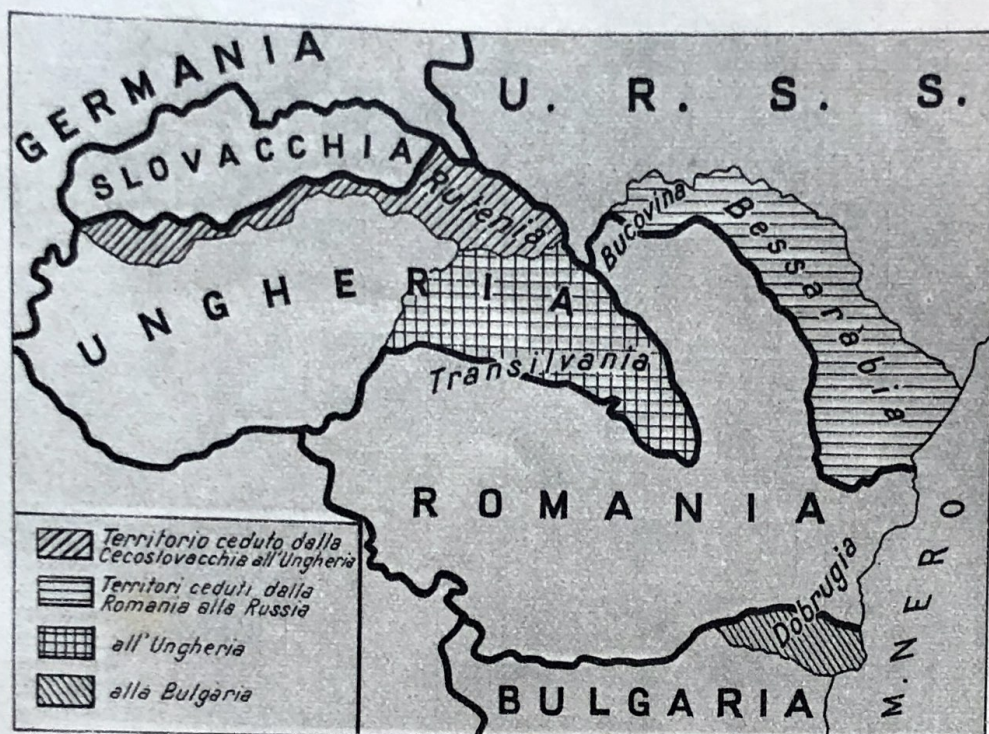 GERMANIA
U. R. S. S.
SLOVACCHIA
Rutenia
Bucovina
Bessarabia
UNGHERIA
Transilvania
ROMANIA
M. NERO
Dobrugia
BULGARIA
Territorio ceduto dalla
Cecoslovacchia all'Ungheria
Territori ceduti dalla
Romania alla Russia
all'Ungheria
alla Bulgaria